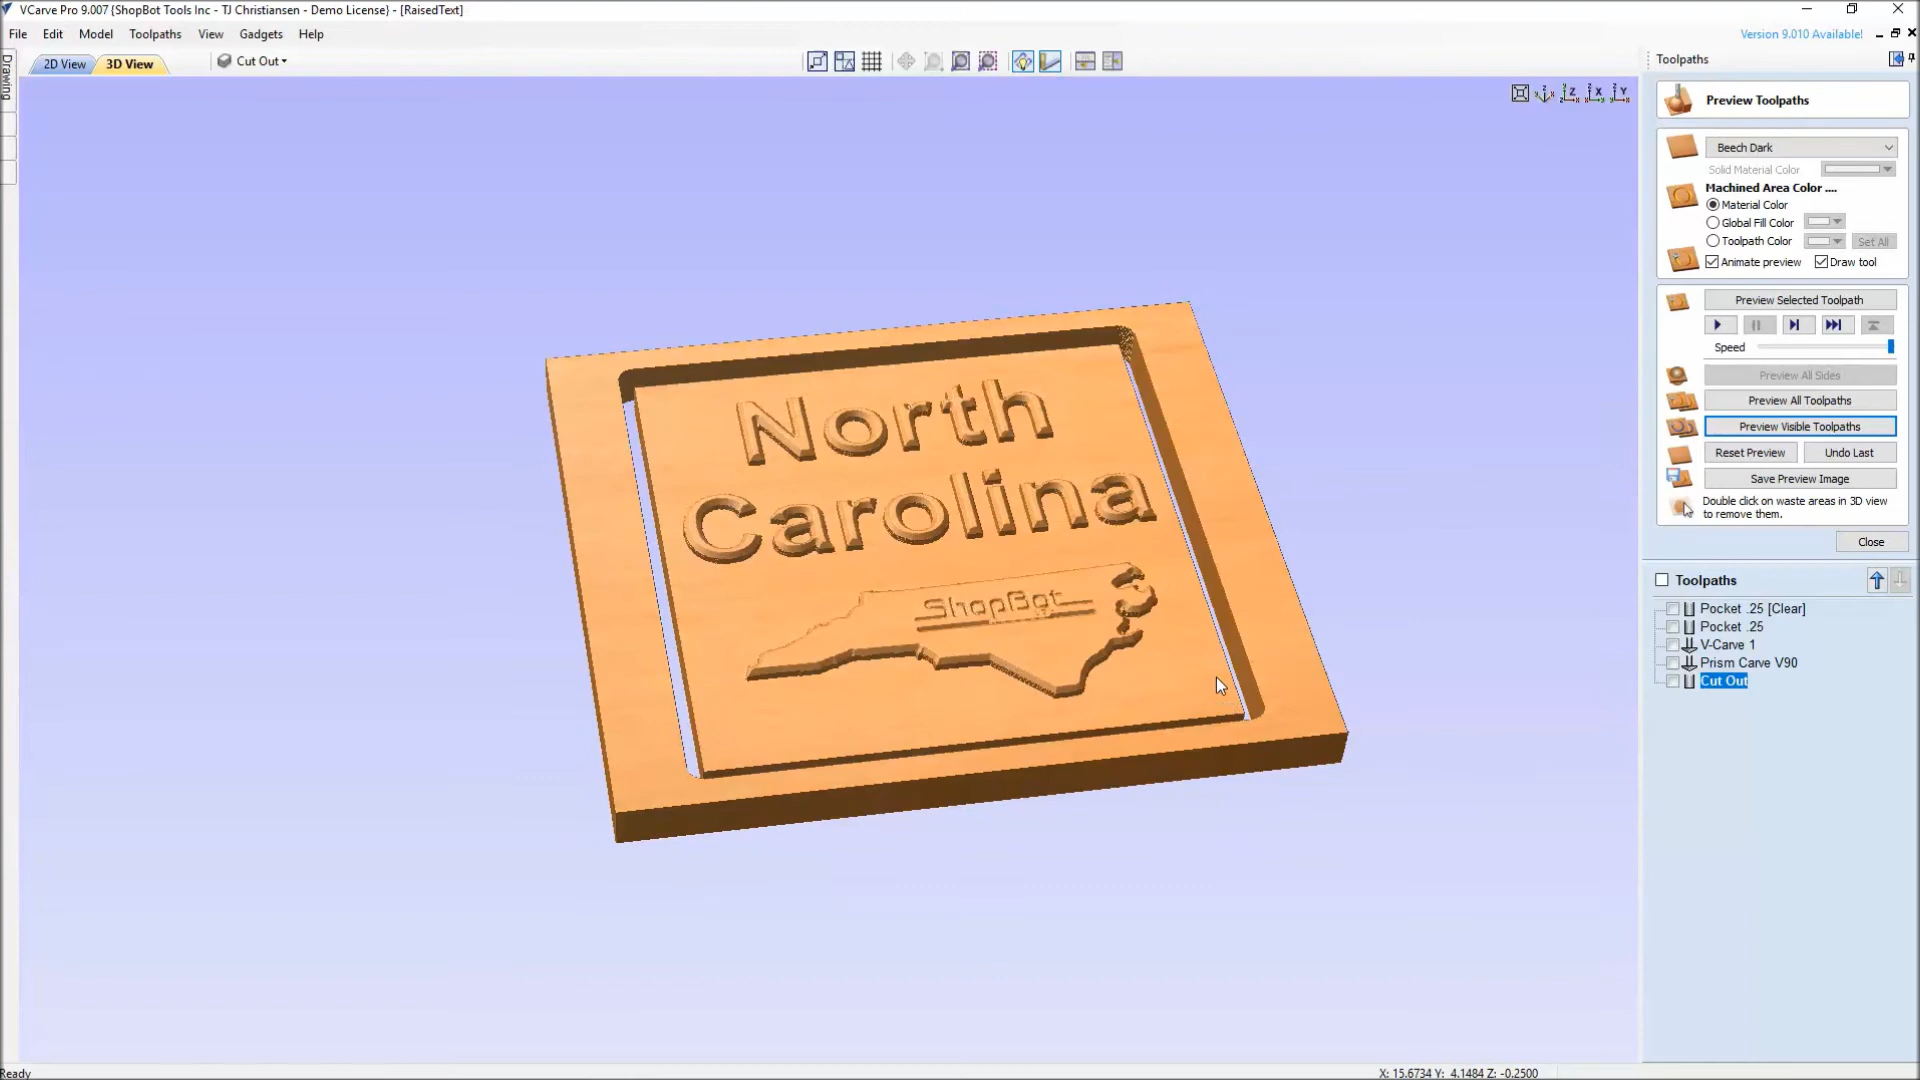 VCarve Pro 9.007 {ShopBot Tools Inc - TJ Christiansen - Demo License} - [RaisedText]
File Edit Model Toolpaths View Gadgets Help
Version 9.010 Available!
Drawing
2D View 3D View Cut Out
Toolpaths
Z X Y
Preview Toolpaths
Beech Dark
Solid Material Color
Machined Area Color ....
Material Color
Global Fill Color
Toolpath Color Set All
Animate preview Draw tool
Preview Selected Toolpath
Speed
Preview All Sides
Preview All Toolpaths
Preview Visible Toolpaths
Reset Preview Undo Last
Save Preview Image
Double click on waste areas in 3D view
to remove them.
Close
North
Carolina
ShopBot
Toolpaths
Pocket .25 [Clear]
Pocket .25
V-Carve 1
Prism Carve V90
Cut Out
Ready
X: 15.6734 Y: 4.1484 Z: -0.2500